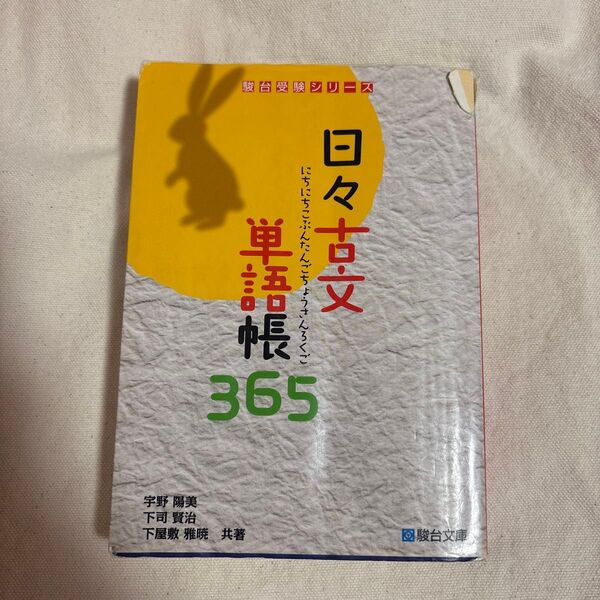 駿台受験シリーズ
日々古文
単語帳
365
にちにちこぶんたんごちょうさんろくご
宇野 陽美
下司 賢治
下屋敷 雅暁 共著
駿台文庫